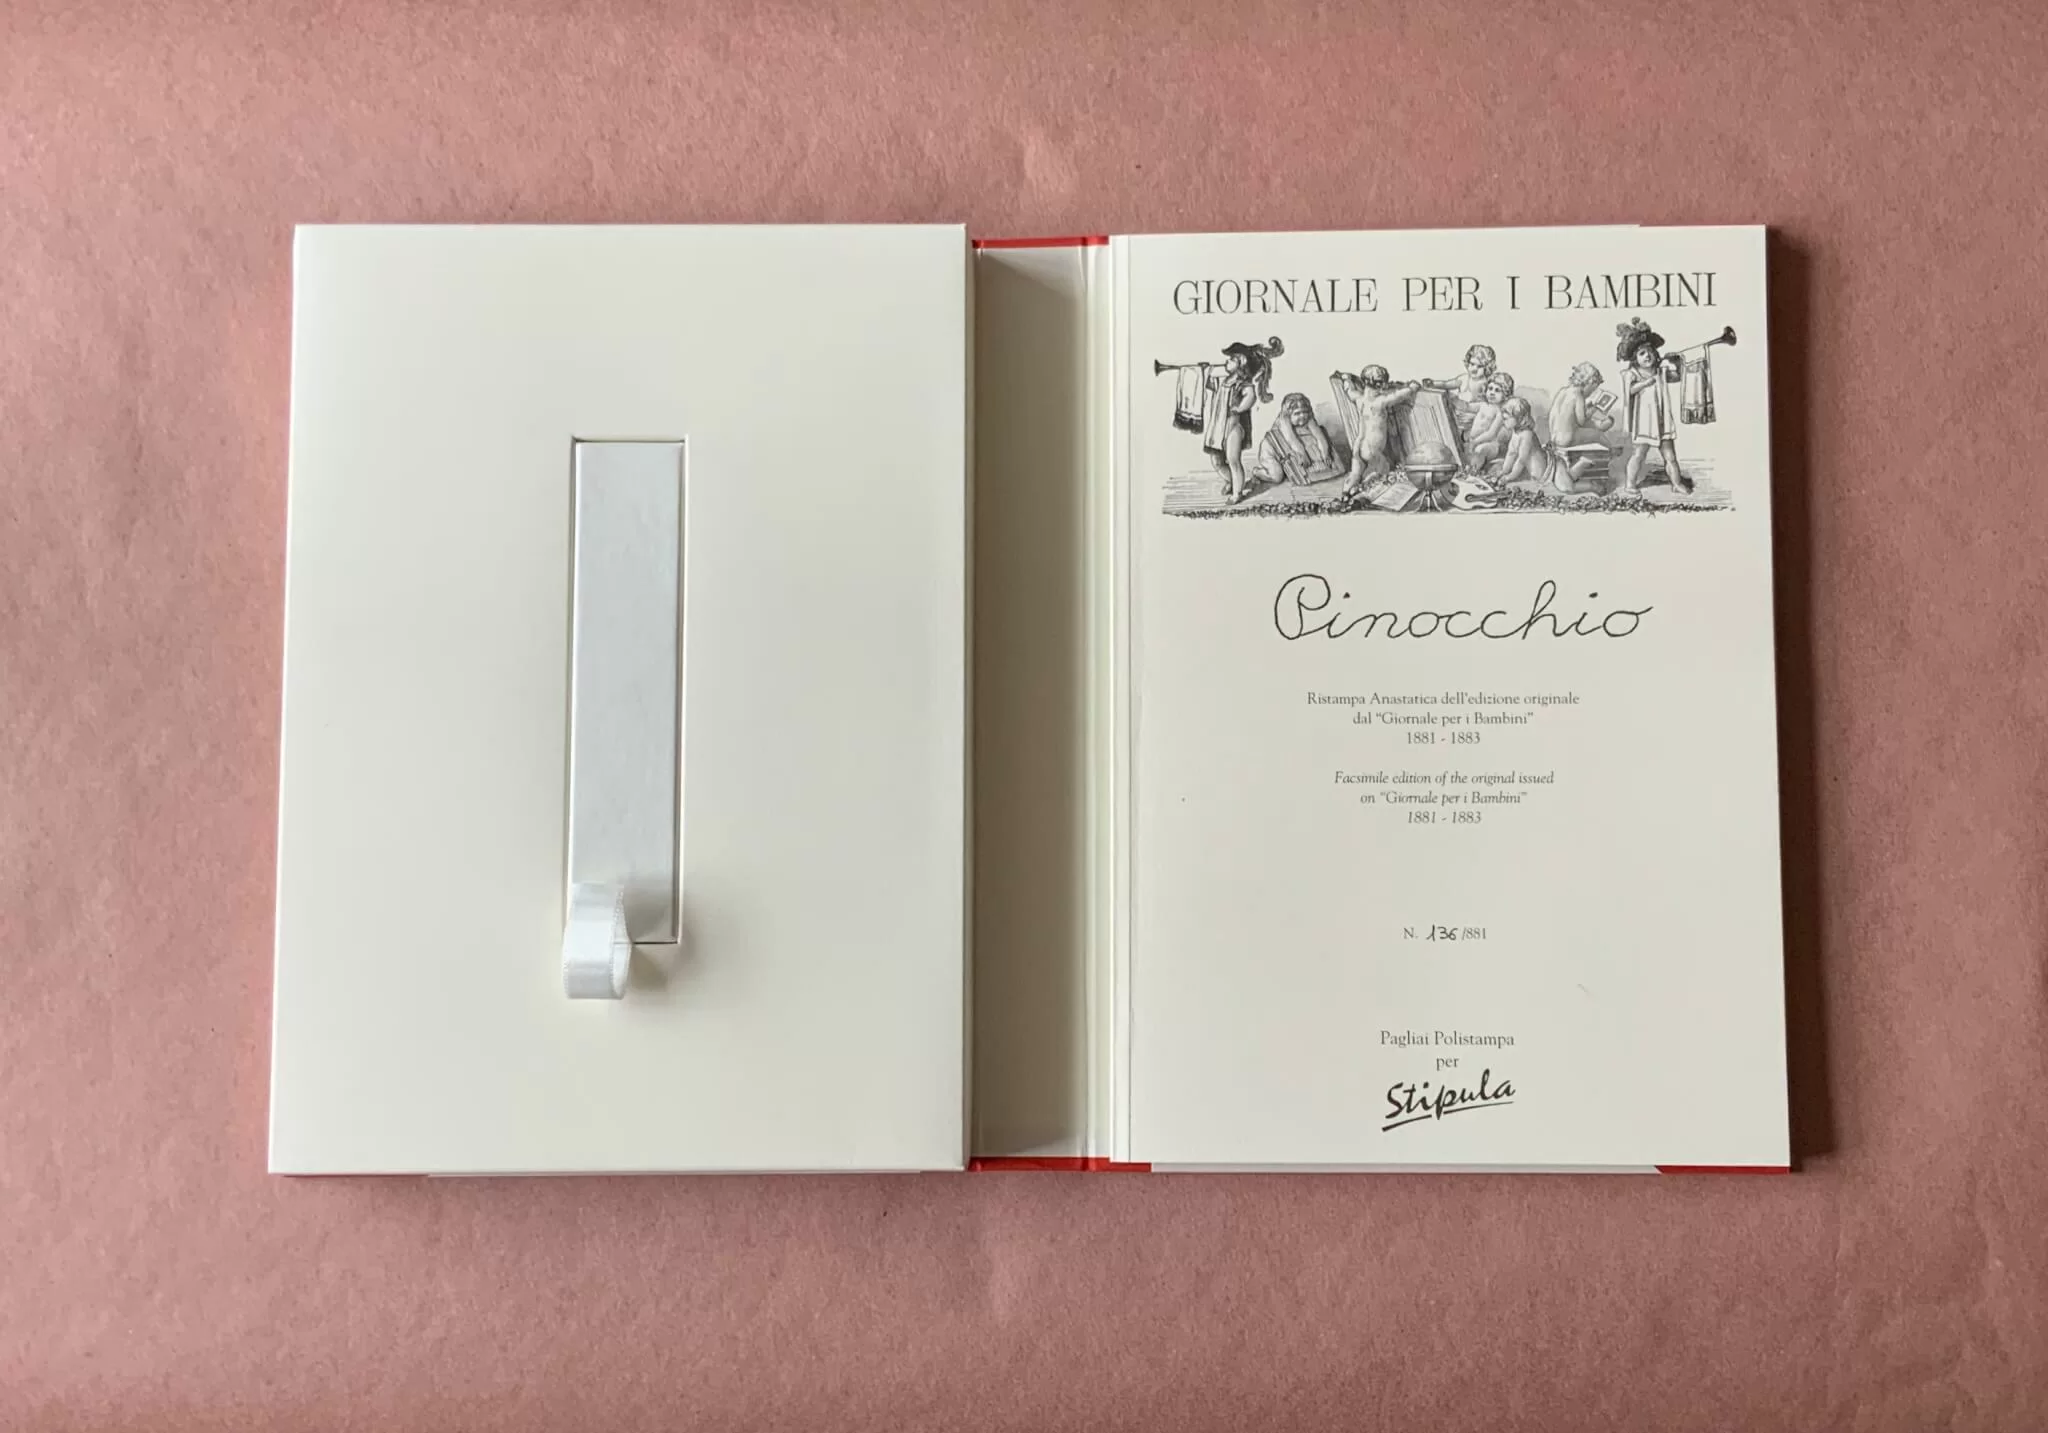 GIORNALE PER I BAMBINI
Pinocchio
Ristampa Anastatica dell'edizione originale
dal “Giornale per i Bambini”
1881 - 1883
Facsimile edition of the original issued
on “Giornale per i Bambini”
1881 - 1883
N. 136 /881
Pagliai Polistampa
per
Stipula